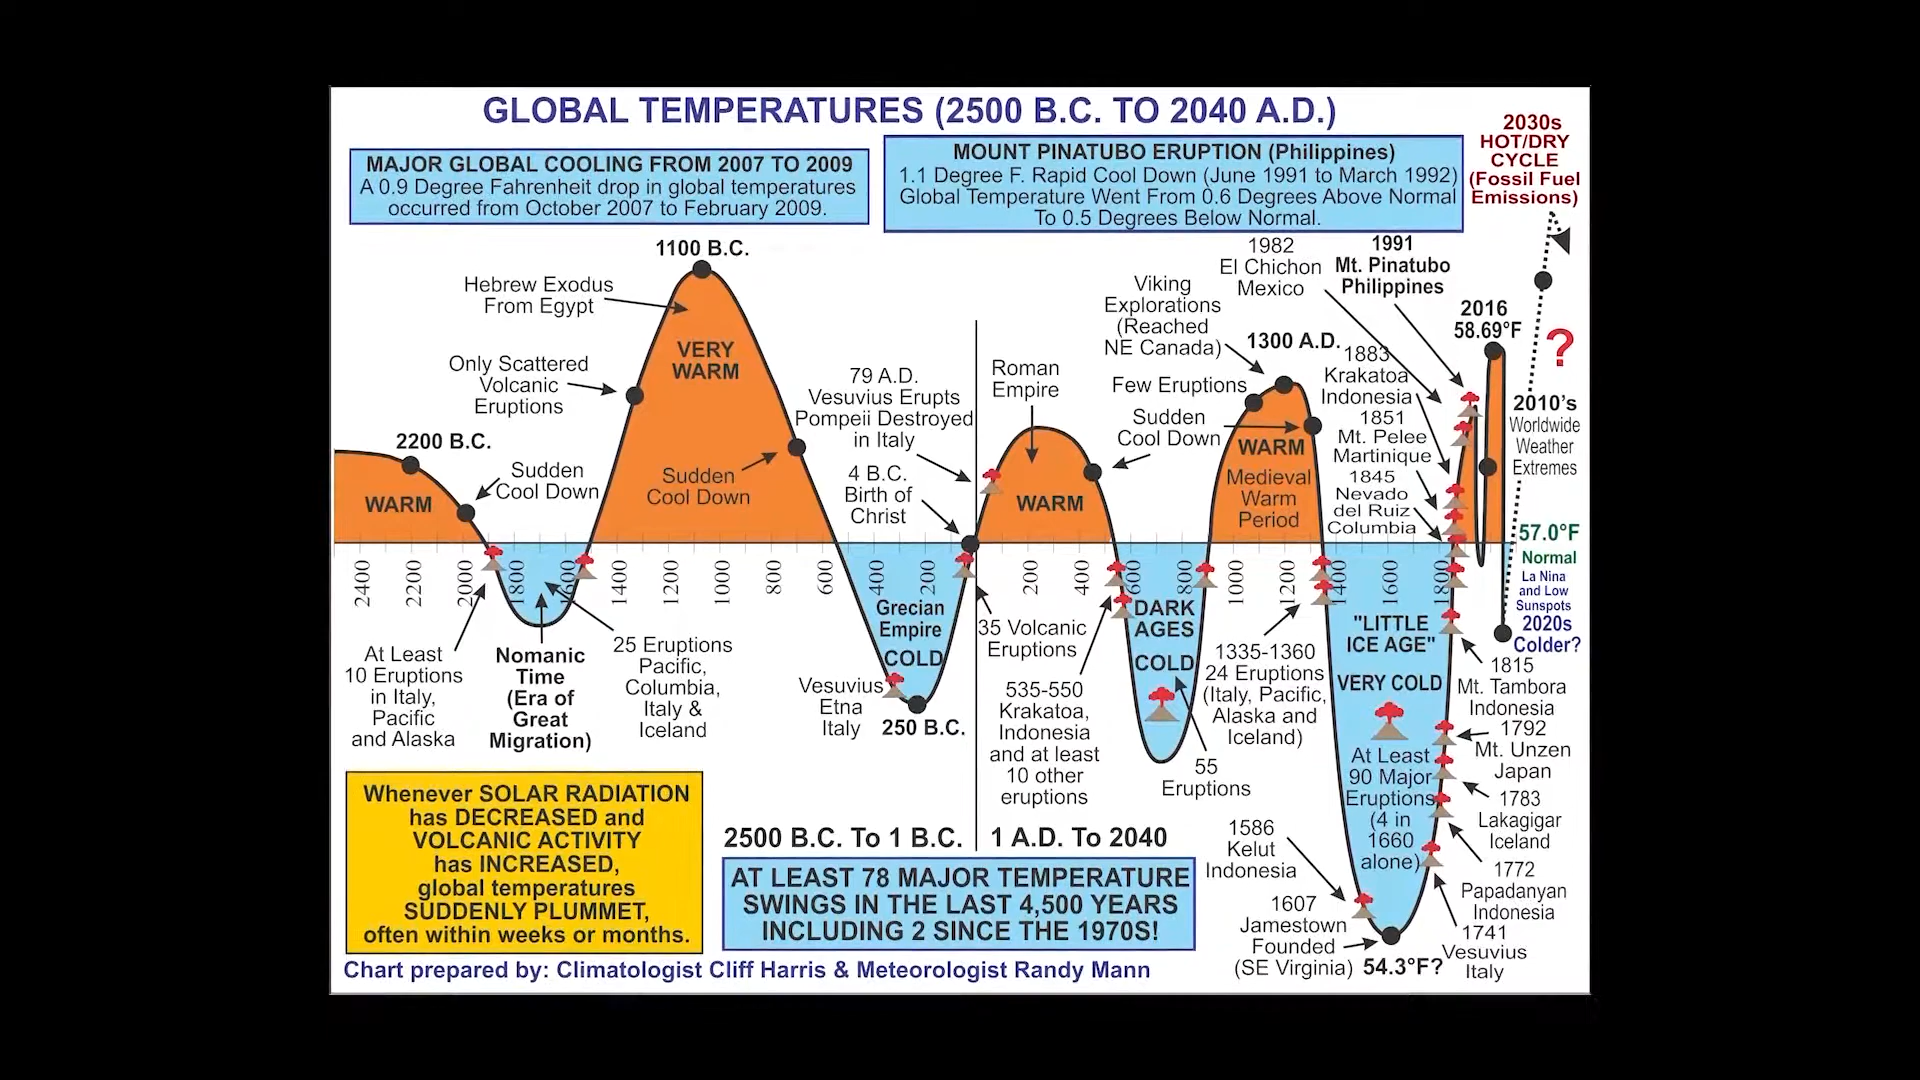 GLOBAL TEMPERATURES (2500 B.C. TO 2040 A.D.)
MAJOR GLOBAL COOLING FROM 2007 TO 2009
A 0.9 Degree Fahrenheit drop in global temperatures
occurred from October 2007 to February 2009.
MOUNT PINATUBO ERUPTION (Philippines)
1.1 Degree F. Rapid Cool Down (June 1991 to March 1992)
Global Temperature Went From 0.6 Degrees Above Normal
To 0.5 Degrees Below Normal.
2030s
HOT/DRY
CYCLE
(Fossil Fuel
Emissions)
1100 B.C.
Hebrew Exodus
From Egypt
VERY
WARM
Only Scattered
Volcanic
Eruptions
2200 B.C.
Sudden
Cool Down
WARM
Sudden
Cool Down
79 A.D.
Vesuvius Erupts
Pompeii Destroyed
in Italy
4 B.C.
Birth of
Christ
Roman
Empire
WARM
Viking
Explorations
(Reached
NE Canada)
Few Eruptions
Sudden
Cool Down
1300 A.D.
WARM
Medieval
Warm
Period
1982
El Chichon
Mexico
1991
Mt. Pinatubo
Philippines
1883
Krakatoa
Indonesia
1851
Mt. Pelee
Martinique
1845
Nevado
del Ruiz
Columbia
2016
58.69°F
?
2010's
Worldwide
Weather
Extremes
57.0°F
Normal
La Nina
and Low
Sunspots
2020s
Colder?
2400
2200
2000
1800
1600
1400
1200
1000
800
600
400
200
200
400
600
800
1000
1200
1400
1600
1800
At Least
10 Eruptions
in Italy,
Pacific
and Alaska
Nomanic
Time
(Era of
Great
Migration)
25 Eruptions
Pacific,
Columbia,
Italy &
Iceland
Grecian
Empire
COLD
Vesuvius
Etna
Italy
250 B.C.
35 Volcanic
Eruptions
535-550
Krakatoa,
Indonesia
and at least
10 other
eruptions
DARK
AGES
COLD
55
Eruptions
1335-1360
24 Eruptions
(Italy, Pacific,
Alaska and
Iceland)
"LITTLE
ICE AGE"
VERY COLD
At Least
90 Major
Eruptions
(4 in
1660
alone)
1815
Mt. Tambora
Indonesia
1792
Mt. Unzen
Japan
1783
Lakagigar
Iceland
1772
Papadanyan
Indonesia
1741
Vesuvius
Italy
1586
Kelut
Indonesia
1607
Jamestown
Founded
(SE Virginia)
54.3°F?
Whenever SOLAR RADIATION
has DECREASED and
VOLCANIC ACTIVITY
has INCREASED,
global temperatures
SUDDENLY PLUMMET,
often within weeks or months.
2500 B.C. To 1 B.C.
1 A.D. To 2040
AT LEAST 78 MAJOR TEMPERATURE
SWINGS IN THE LAST 4,500 YEARS
INCLUDING 2 SINCE THE 1970S!
Chart prepared by: Climatologist Cliff Harris & Meteorologist Randy Mann